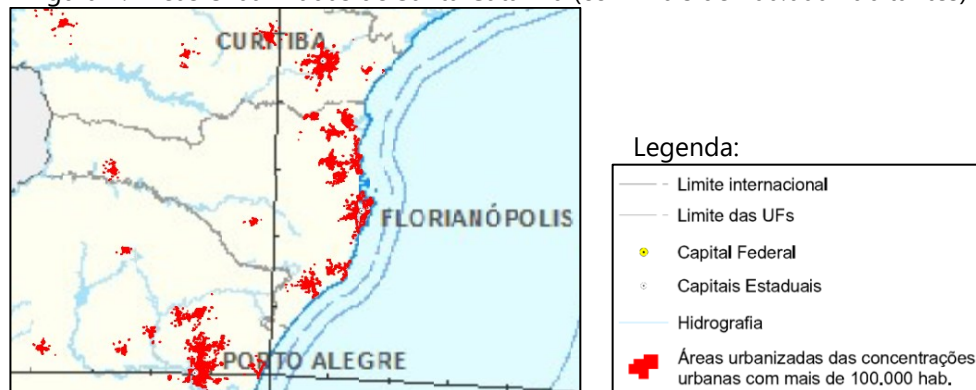 CURITIBA
FLORIANÓPOLIS
PORTO ALEGRE
Legenda:
Limite internacional
Limite das UFs
Capital Federal
Capitais Estaduais
Hidrografia
Áreas urbanizadas das concentrações
urbanas com mais de 100.000 hab.